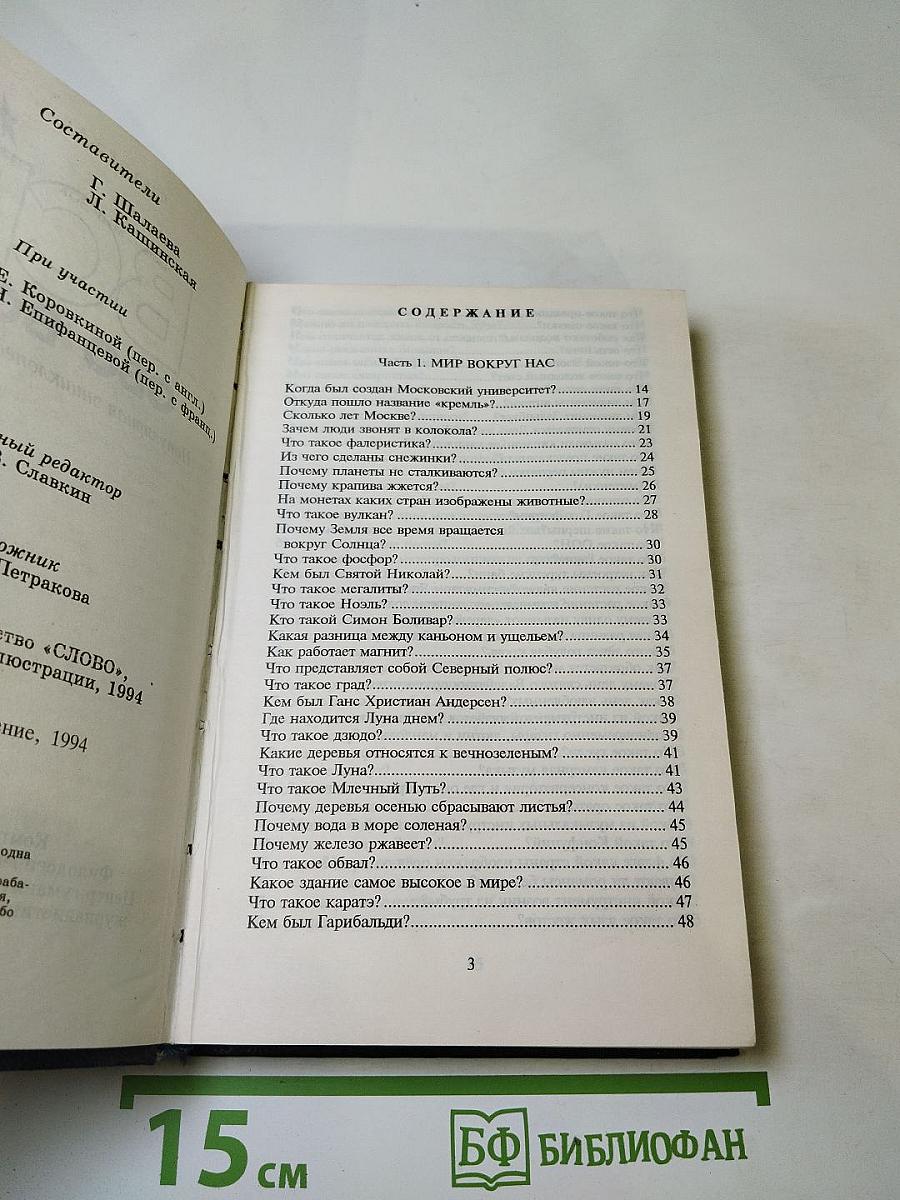 Составители
Г. Шалаева
Л. Кашинская
При участии
Е. Коровкиной (пер. с англ.)
Епифанцевой (пер. с франц.)
редактор
Славкин
Петракова
«СЛОВО»,
1994
1994
одна
СОДЕРЖАНИЕ
Часть 1. МИР ВОКРУГ НАС
Когда был создан Московский университет? 14
Откуда пошло название «кремль»? 17
Сколько лет Москве? 19
Зачем люди звонят в колокола? 21
Что такое фалеристика? 23
Из чего сделаны снежинки? 24
Почему планеты не сталкиваются? 25
Почему крапива жжется? 26
На монетах каких стран изображены животные? 27
Что такое вулкан? 28
Почему Земля все время вращается
вокруг Солнца? 30
Что такое фосфор? 30
Кем был Святой Николай? 31
Что такое мегалиты? 32
Что такое Ноэль? 33
Кто такой Симон Боливар? 33
Какая разница между каньоном и ущельем? 34
Как работает магнит? 35
Что представляет собой Северный полюс? 37
Что такое град? 37
Кем был Ганс Христиан Андерсен? 38
Где находится Луна днем? 39
Что такое дзюдо? 39
Какие деревья относятся к вечнозеленым? 41
Что такое Луна? 41
Что такое Млечный Путь? 43
Почему деревья осенью сбрасывают листья? 44
Почему вода в море соленая? 45
Почему железо ржавеет? 45
Что такое обвал? 46
Какое здание самое высокое в мире? 46
Что такое каратэ? 47
Кем был Гарибальди? 48
3
15 см
БФ БИБЛИОФАН